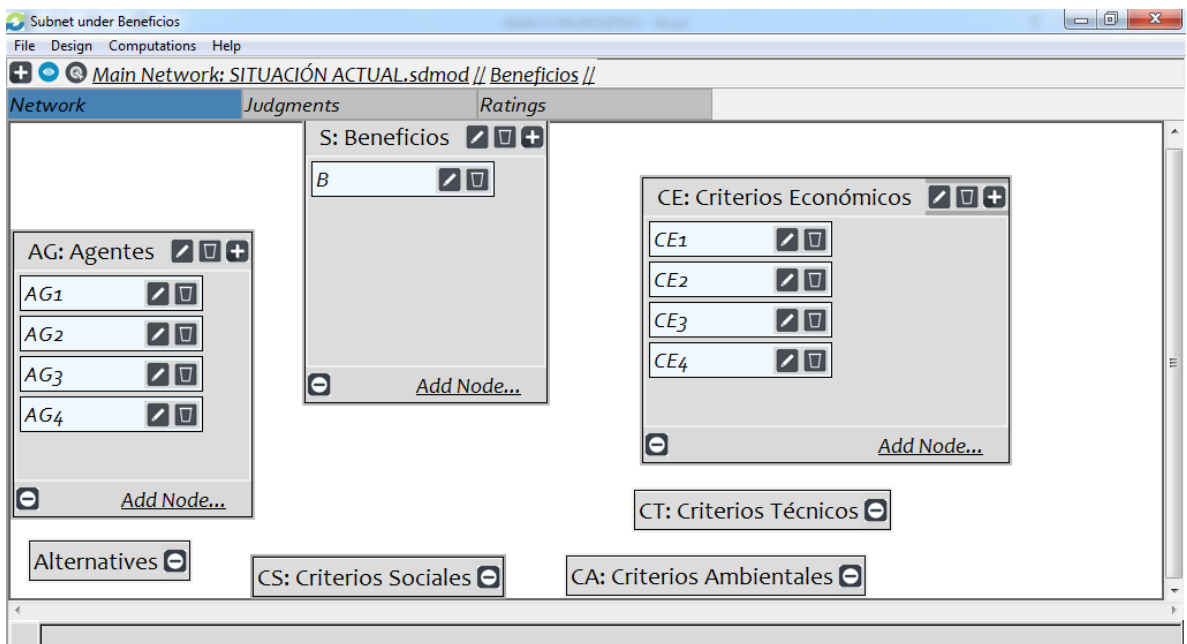 Subnet under Beneficios
File Design Computations Help
Main Network: SITUACIÓN ACTUAL.sdmod // Beneficios //
Network Judgments Ratings
S: Beneficios
B
Add Node...
CE: Criterios Económicos
CE1
CE2
CE3
CE4
Add Node...
AG: Agentes
AG1
AG2
AG3
AG4
Add Node...
CT: Criterios Técnicos
Alternatives
CS: Criterios Sociales
CA: Criterios Ambientales